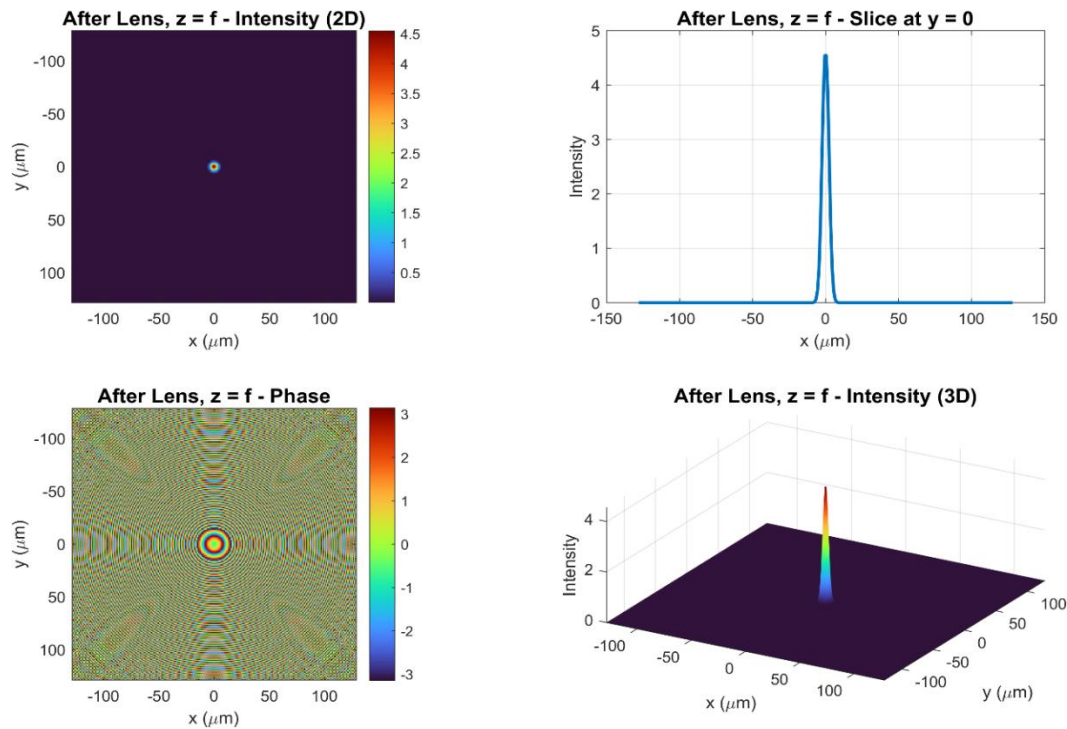 After Lens, z = f - Intensity (2D)
-100
-50
0
50
100
y (μm)
-100 -50 0 50 100
x (μm)
4.5
4
3.5
3
2.5
2
1.5
1
0.5
After Lens, z = f - Slice at y = 0
5
4
3
2
1
0
Intensity
-150 -100 -50 0 50 100 150
x (μm)
After Lens, z = f - Phase
-100
-50
0
50
100
y (μm)
-100 -50 0 50 100
x (μm)
3
2
1
0
-1
-2
-3
After Lens, z = f - Intensity (3D)
4
2
0
Intensity
-100 -50 0 50 100
x (μm)
100
50
0
-50
-100
y (μm)